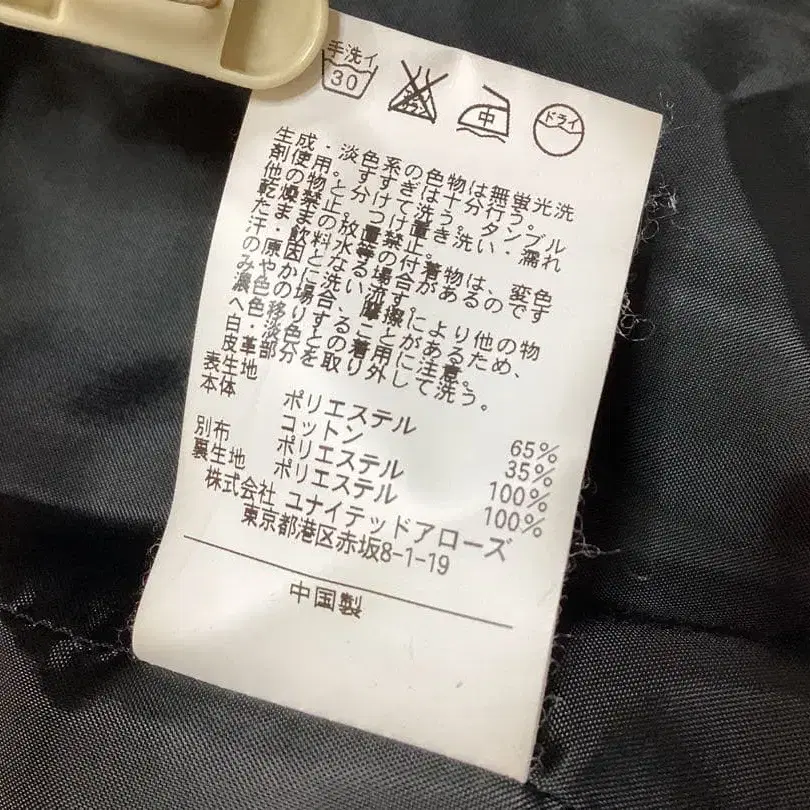 手洗イ
30
エンソ
サラシ
中
ドライ
生成・淡色系の色物は無蛍光洗
剤使用。すすぎは十分行う。
他の物と分けて洗う。タンブル
乾燥禁止。つけ置き洗い・濡れ
たままの放置禁止。
汗・飲料水等の付着物は、変色
の原因となる場合があるのです
みやかに洗い流す。
濃色の場合、摩擦により他の物
へ色移りすることがあるため、
白・淡色との着用に注意。
皮革部分を取り外して洗う。
表生地
本体 ポリエステル 65%
コットン 35%
別布 ポリエステル 100%
裏生地 ポリエステル 100%
株式会社 ユナイテッドアローズ
東京都港区赤坂8-1-19
中国製